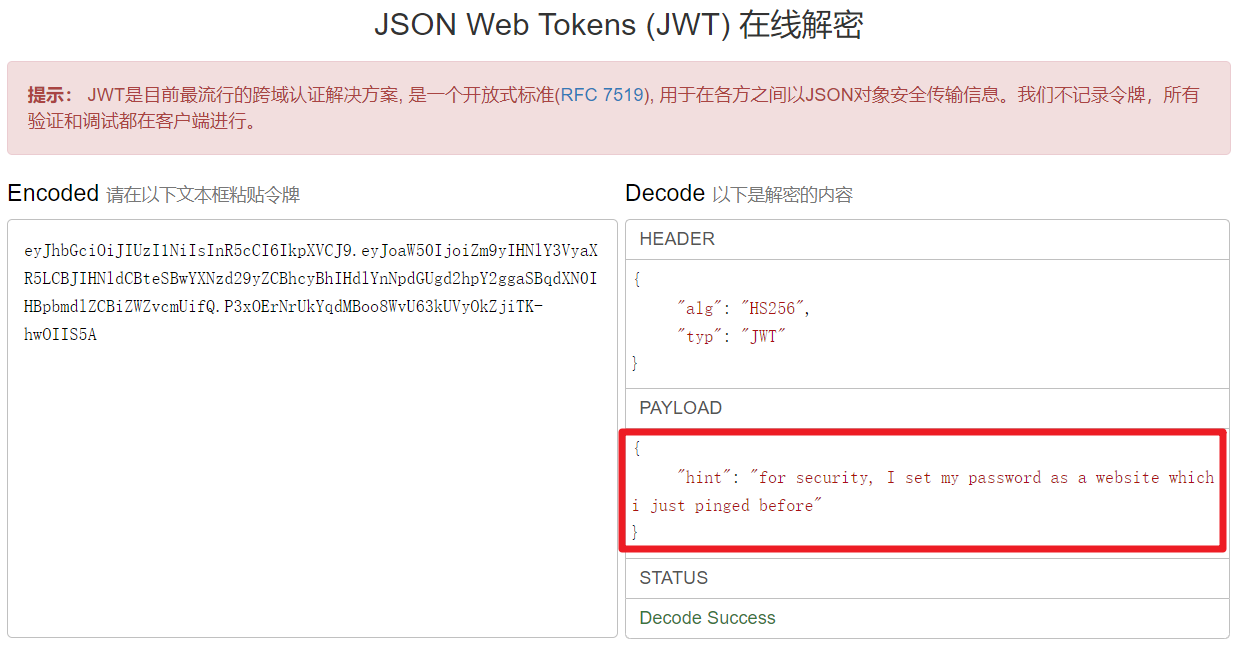 JSON Web Tokens (JWT) 在线解密
提示： JWT是目前最流行的跨域认证解决方案, 是一个开放式标准(RFC 7519), 用于在各方之间以JSON对象安全传输信息。我们不记录令牌，所有
验证和调试都在客户端进行。
Encoded 请在以下文本框粘贴令牌
eyJhbGciOiJIUzI1NiIsInR5cCI6IkpXVCJ9.eyJoaW50IjoiZm9yIHNlY3VyaX
R5LCBJIHNldCBteSBwYXNzd29yZCBhcyBhIHdlYnNpdGUgd2hpY2ggaSBqdXN0I
HBpbmdlZCBiZWZvcmUifQ.P3xOErNrUkYqdMBoo8WvU63kUVyOkZjiTK-
hwOIIS5A
Decode 以下是解密的内容
HEADER
{
"alg": "HS256",
"typ": "JWT"
}
PAYLOAD
{
"hint": "for security, I set my password as a website which
i just pinged before"
}
STATUS
Decode Success